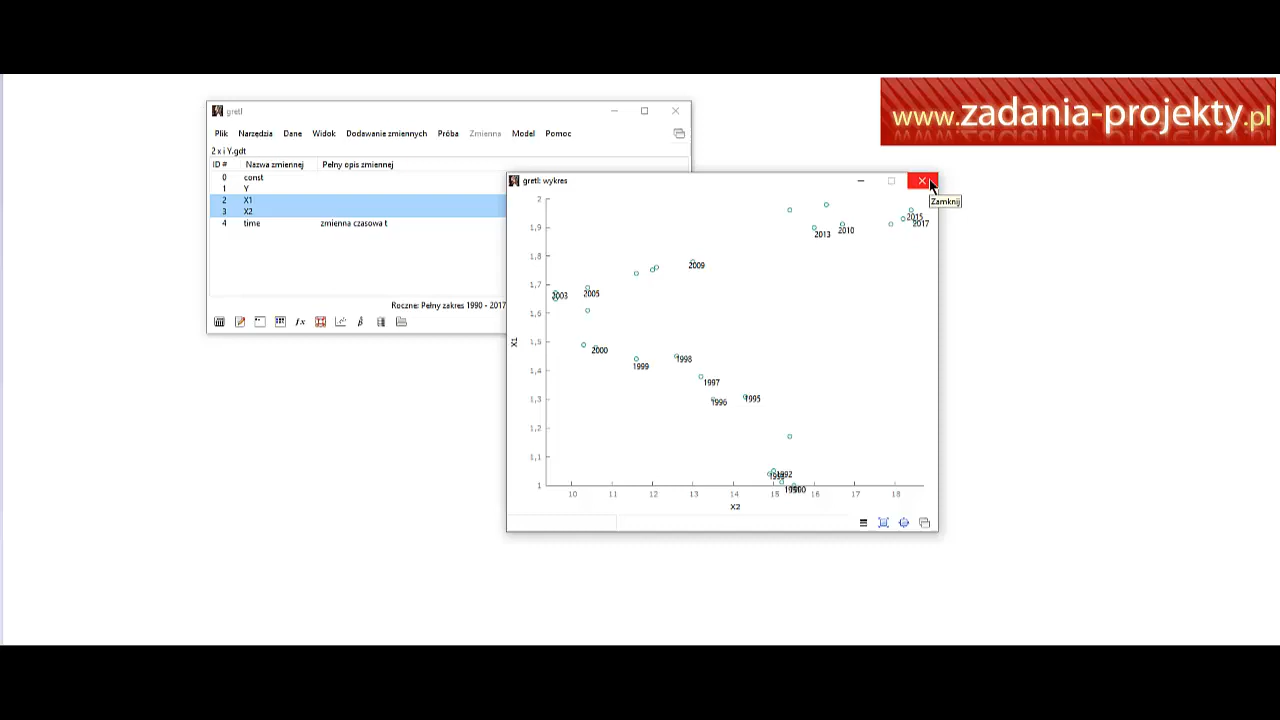 www.zadania-projekty.pl
gretl
Plik Narzędzia Dane Widok Dodawanie zmiennych Próba Zmienna Model Pomoc
2 x i Y.gdt
ID # Nazwa zmiennej Pełny opis zmiennej
0 const
1 Y
2 X1
3 X2
4 time zmienna czasowa t
Roczne: Pełny zakres 1990 - 2017
gretl: wykres
Zamknij
2
1,9
1,8
1,7
1,6
1,5
1,4
1,3
1,2
1,1
1
X1
2015
2017
2013
2010
2009
2003
2005
2000
1999
1998
1997
1996
1995
1992
10 11 12 13 14 15 16 17 18
X2